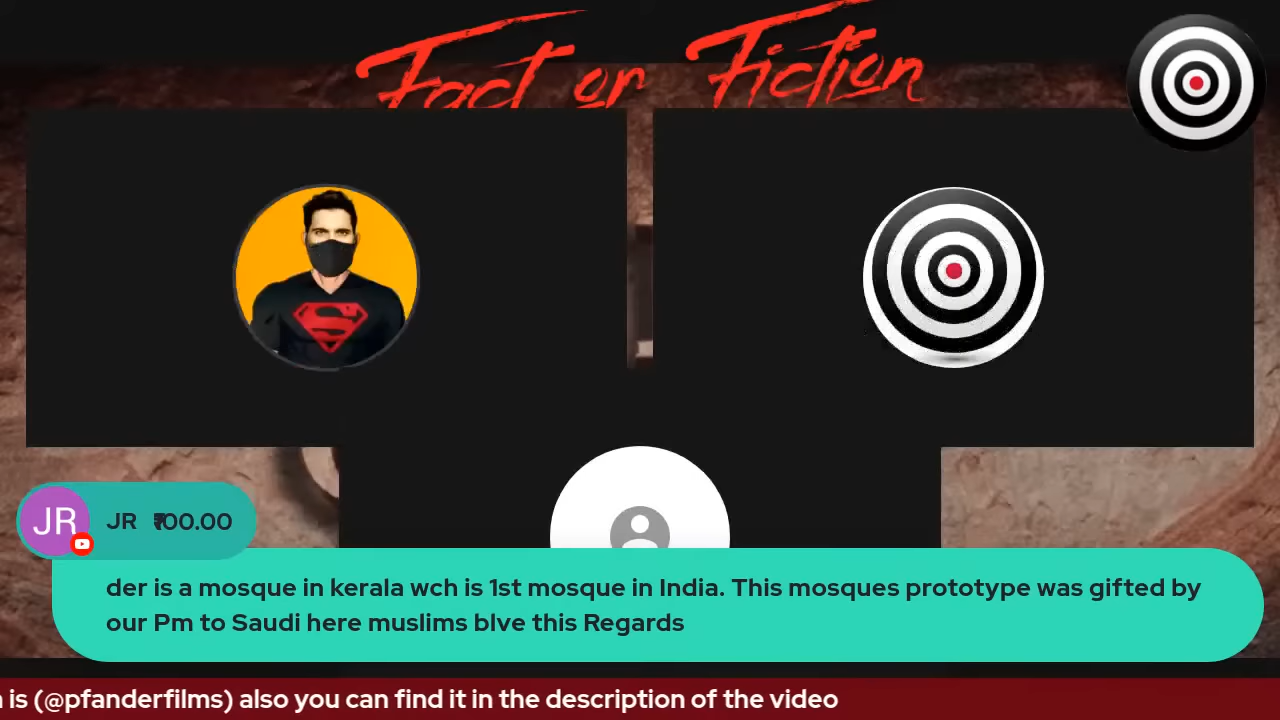 Fact or Fiction
JR
JR ₹100.00
der is a mosque in kerala wch is 1st mosque in India. This mosques prototype was gifted by
our Pm to Saudi here muslims blve this Regards
is (@pfanderfilms) also you can find it in the description of the video